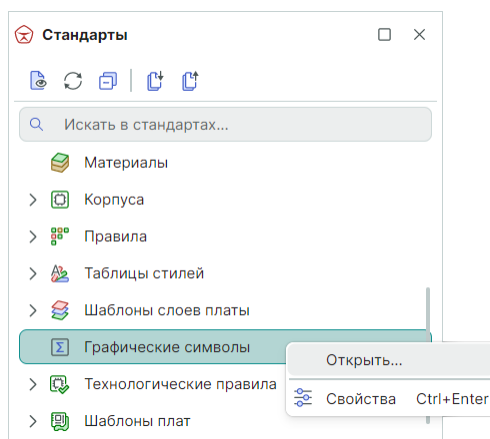 Стандарты
Искать в стандартах...
Материалы
Корпуса
Правила
Таблицы стилей
Шаблоны слоев платы
Графические символы
Открыть...
Технологические правила
Свойства Ctrl+Enter
Шаблоны плат